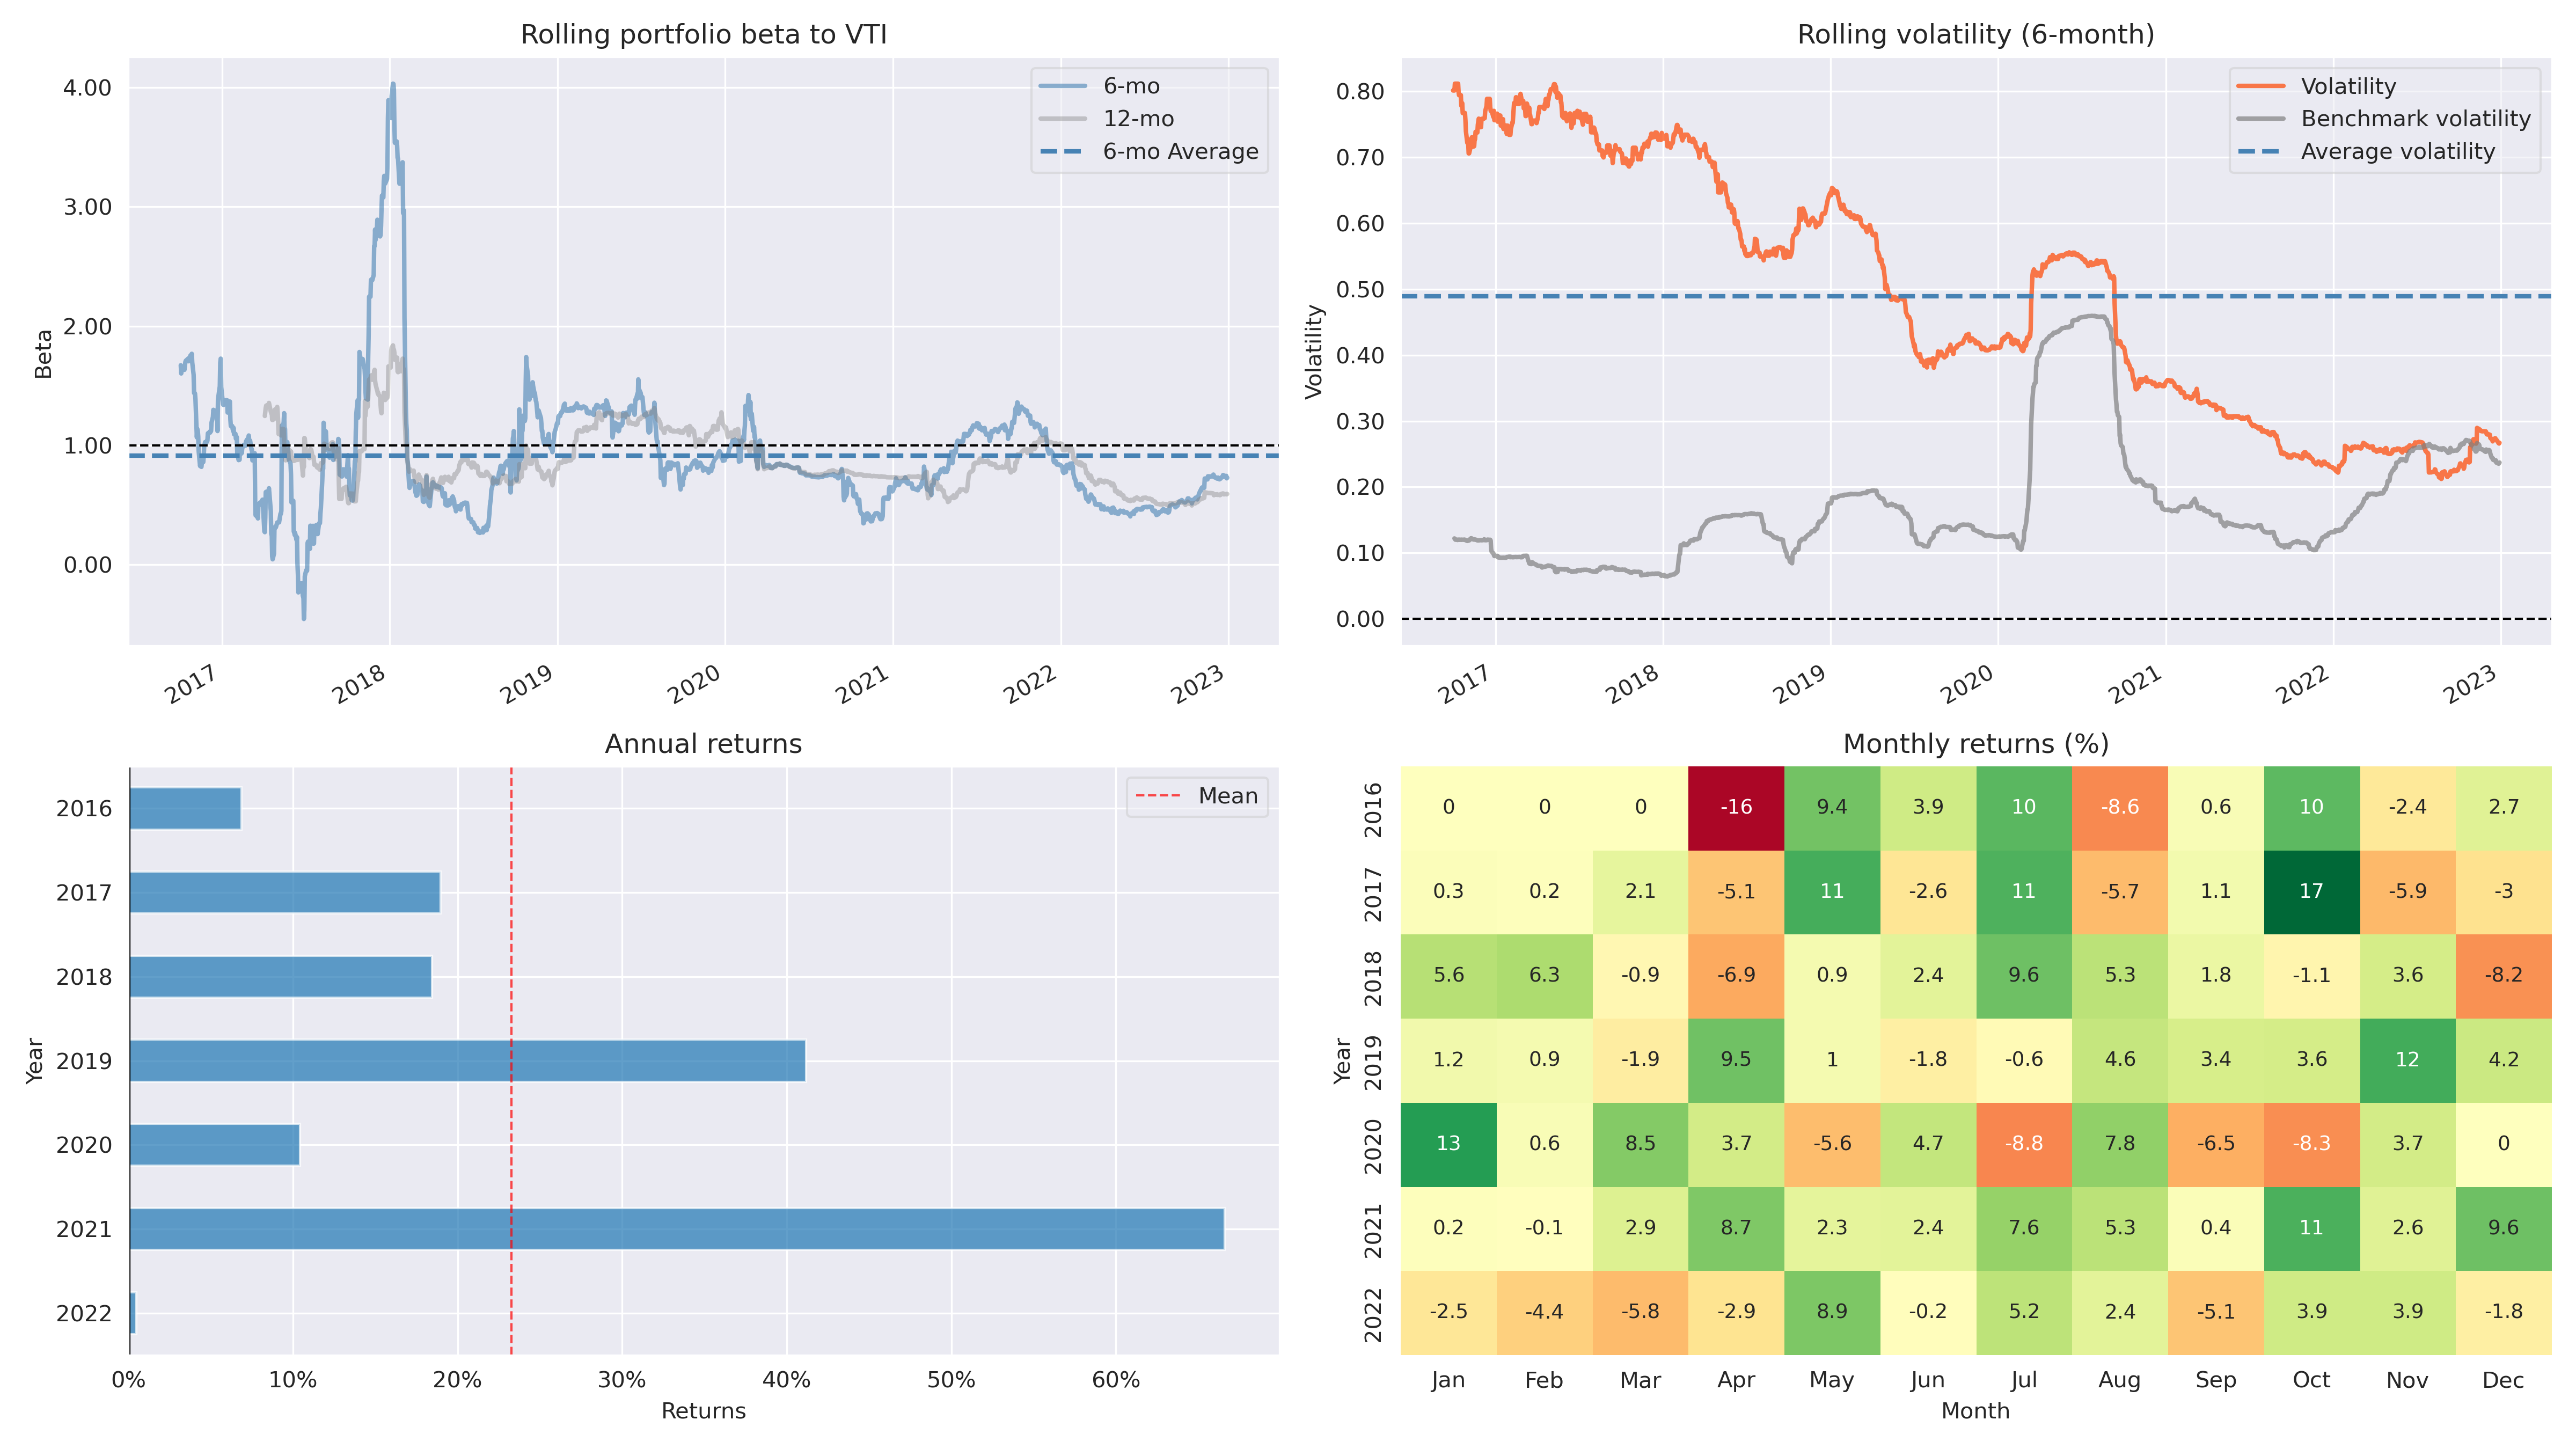 Rolling portfolio beta to VTI
4.00
3.00
2.00
1.00
0.00
Beta
6-mo
12-mo
6-mo Average
2017 2018 2019 2020 2021 2022 2023
Rolling volatility (6-month)
0.80
0.70
0.60
0.50
0.40
0.30
0.20
0.10
0.00
Volatility
Volatility
Benchmark volatility
Average volatility
2017 2018 2019 2020 2021 2022 2023
Annual returns
Mean
Year
2016
2017
2018
2019
2020
2021
2022
0% 10% 20% 30% 40% 50% 60%
Returns
Monthly returns (%)
Year
2016 0 0 0 -16 9.4 3.9 10 -8.6 0.6 10 -2.4 2.7
2017 0.3 0.2 2.1 -5.1 11 -2.6 11 -5.7 1.1 17 -5.9 -3
2018 5.6 6.3 -0.9 -6.9 0.9 2.4 9.6 5.3 1.8 -1.1 3.6 -8.2
2019 1.2 0.9 -1.9 9.5 1 -1.8 -0.6 4.6 3.4 3.6 12 4.2
2020 13 0.6 8.5 3.7 -5.6 4.7 -8.8 7.8 -6.5 -8.3 3.7 0
2021 0.2 -0.1 2.9 8.7 2.3 2.4 7.6 5.3 0.4 11 2.6 9.6
2022 -2.5 -4.4 -5.8 -2.9 8.9 -0.2 5.2 2.4 -5.1 3.9 3.9 -1.8
Jan Feb Mar Apr May Jun Jul Aug Sep Oct Nov Dec
Month